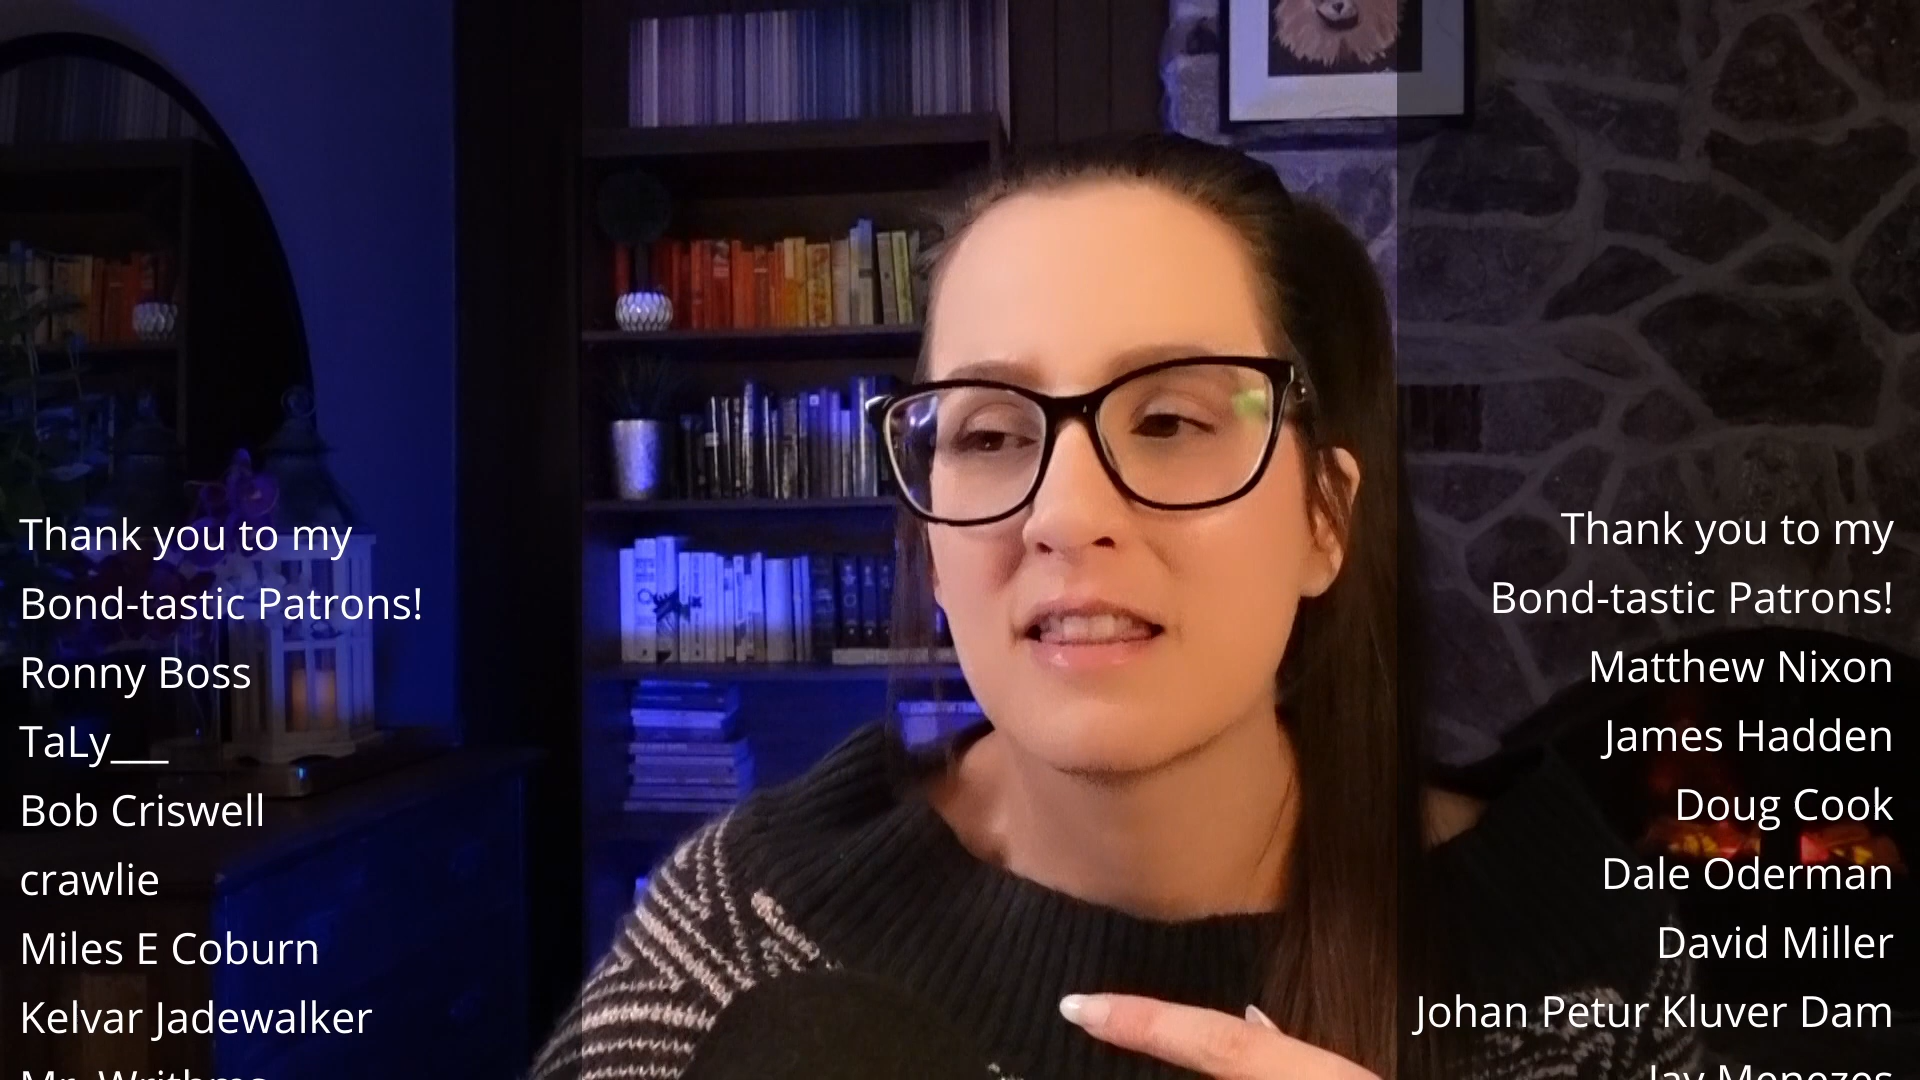 Thank you to my
Bond-tastic Patrons!
Ronny Boss
TaLy___
Bob Criswell
crawlie
Miles E Coburn
Kelvar Jadewalker
Thank you to my
Bond-tastic Patrons!
Matthew Nixon
James Hadden
Doug Cook
Dale Oderman
David Miller
Johan Petur Kluver Dam
Jay Menezes